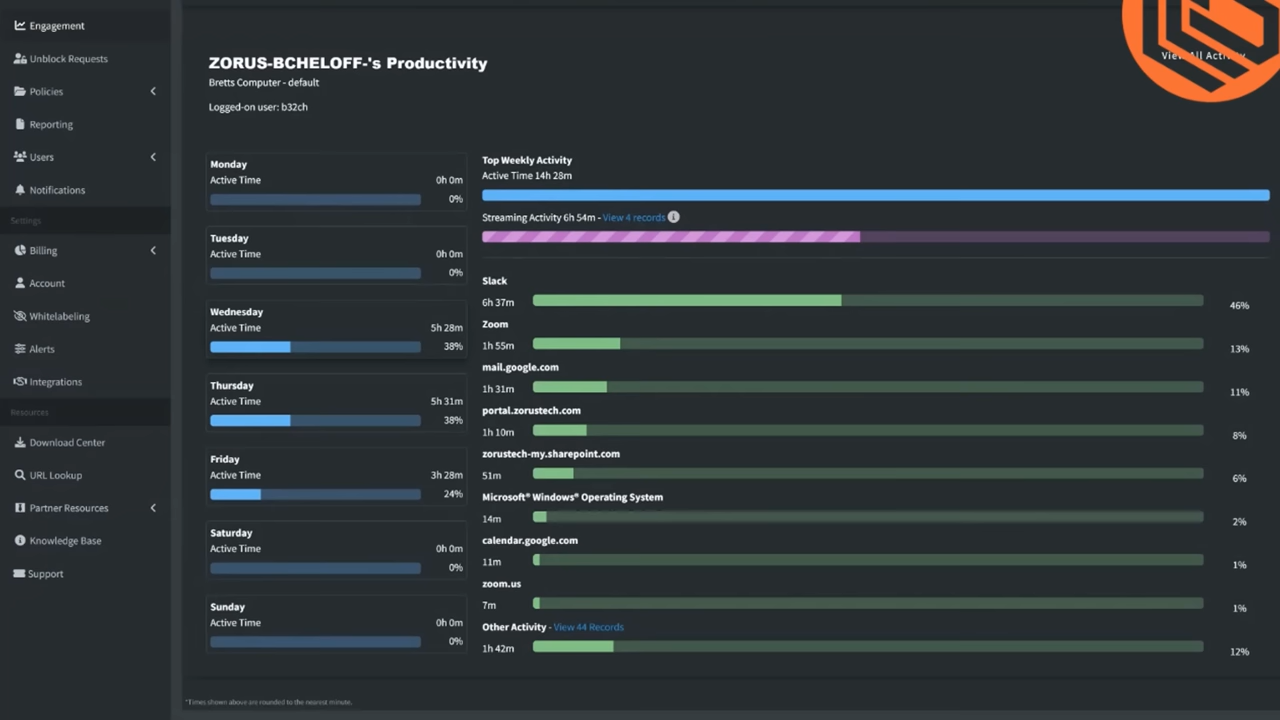 Engagement
Unblock Requests
Policies
Reporting
Users
Notifications
Settings
Billing
Account
Whitelabeling
Alerts
Integrations
Resources
Download Center
URL Lookup
Partner Resources
Knowledge Base
Support
ZORUS-BCHELOFF-'s Productivity
Bretts Computer - default
Logged-on user: b32ch
Monday
Active Time 0h 0m
0%
Tuesday
Active Time 0h 0m
0%
Wednesday
Active Time 5h 28m
38%
Thursday
Active Time 5h 31m
38%
Friday
Active Time 3h 28m
24%
Saturday
Active Time 0h 0m
0%
Sunday
Active Time 0h 0m
0%
View All
Top Weekly Activity
Active Time 14h 28m
Streaming Activity 6h 54m - View 4 records
Slack
6h 37m 46%
Zoom
1h 55m 13%
mail.google.com
1h 31m 11%
portal.zorustech.com
1h 10m 8%
zorustech-my.sharepoint.com
51m 6%
Microsoft® Windows® Operating System
14m 2%
calendar.google.com
11m 1%
zoom.us
7m 1%
Other Activity - View 44 Records
1h 42m 12%
*Times shown above are rounded to the nearest minute.